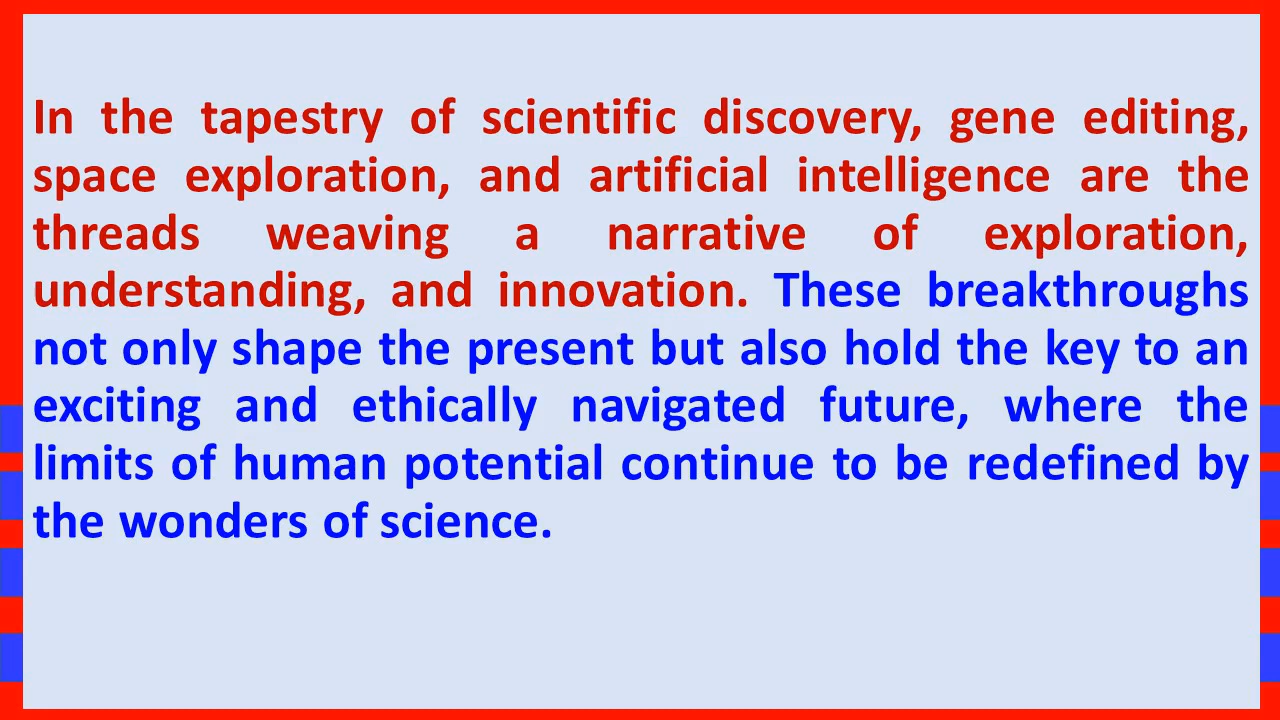 In the tapestry of scientific discovery, gene editing,
space exploration, and artificial intelligence are the
threads weaving a narrative of exploration,
understanding, and innovation. These breakthroughs
not only shape the present but also hold the key to an
exciting and ethically navigated future, where the
limits of human potential continue to be redefined by
the wonders of science.